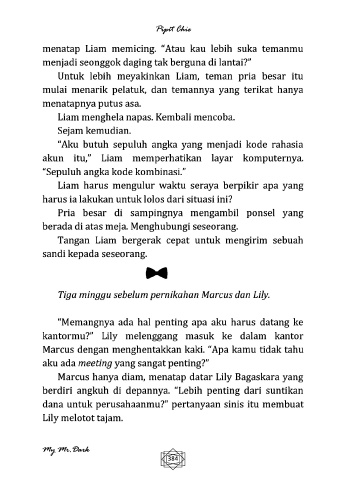 Pipit Chie
menatap Liam memicing. “Atau kau lebih suka temanmu
menjadi seonggok daging tak berguna di lantai?”
Untuk lebih meyakinkan Liam, teman pria besar itu
mulai menarik pelatuk, dan temannya yang terikat hanya
menatapnya putus asa.
Liam menghela napas. Kembali mencoba.
Sejam kemudian.
“Aku butuh sepuluh angka yang menjadi kode rahasia
akun itu,” Liam memperhatikan layar komputernya.
“Sepuluh angka kode kombinasi.”
Liam harus mengulur waktu seraya berpikir apa yang
harus ia lakukan untuk lolos dari situasi ini?
Pria besar di sampingnya mengambil ponsel yang
berada di atas meja. Menghubungi seseorang.
Tangan Liam bergerak cepat untuk mengirim sebuah
sandi kepada seseorang.
Tiga minggu sebelum pernikahan Marcus dan Lily.
“Memangnya ada hal penting apa aku harus datang ke
kantormu?” Lily melenggang masuk ke dalam kantor
Marcus dengan menghentakkan kaki. “Apa kamu tidak tahu
aku ada meeting yang sangat penting?”
Marcus hanya diam, menatap datar Lily Bagaskara yang
berdiri angkuh di depannya. “Lebih penting dari suntikan
dana untuk perusahaanmu?” pertanyaan sinis itu membuat
Lily melotot tajam.
My Mr. Dark
384